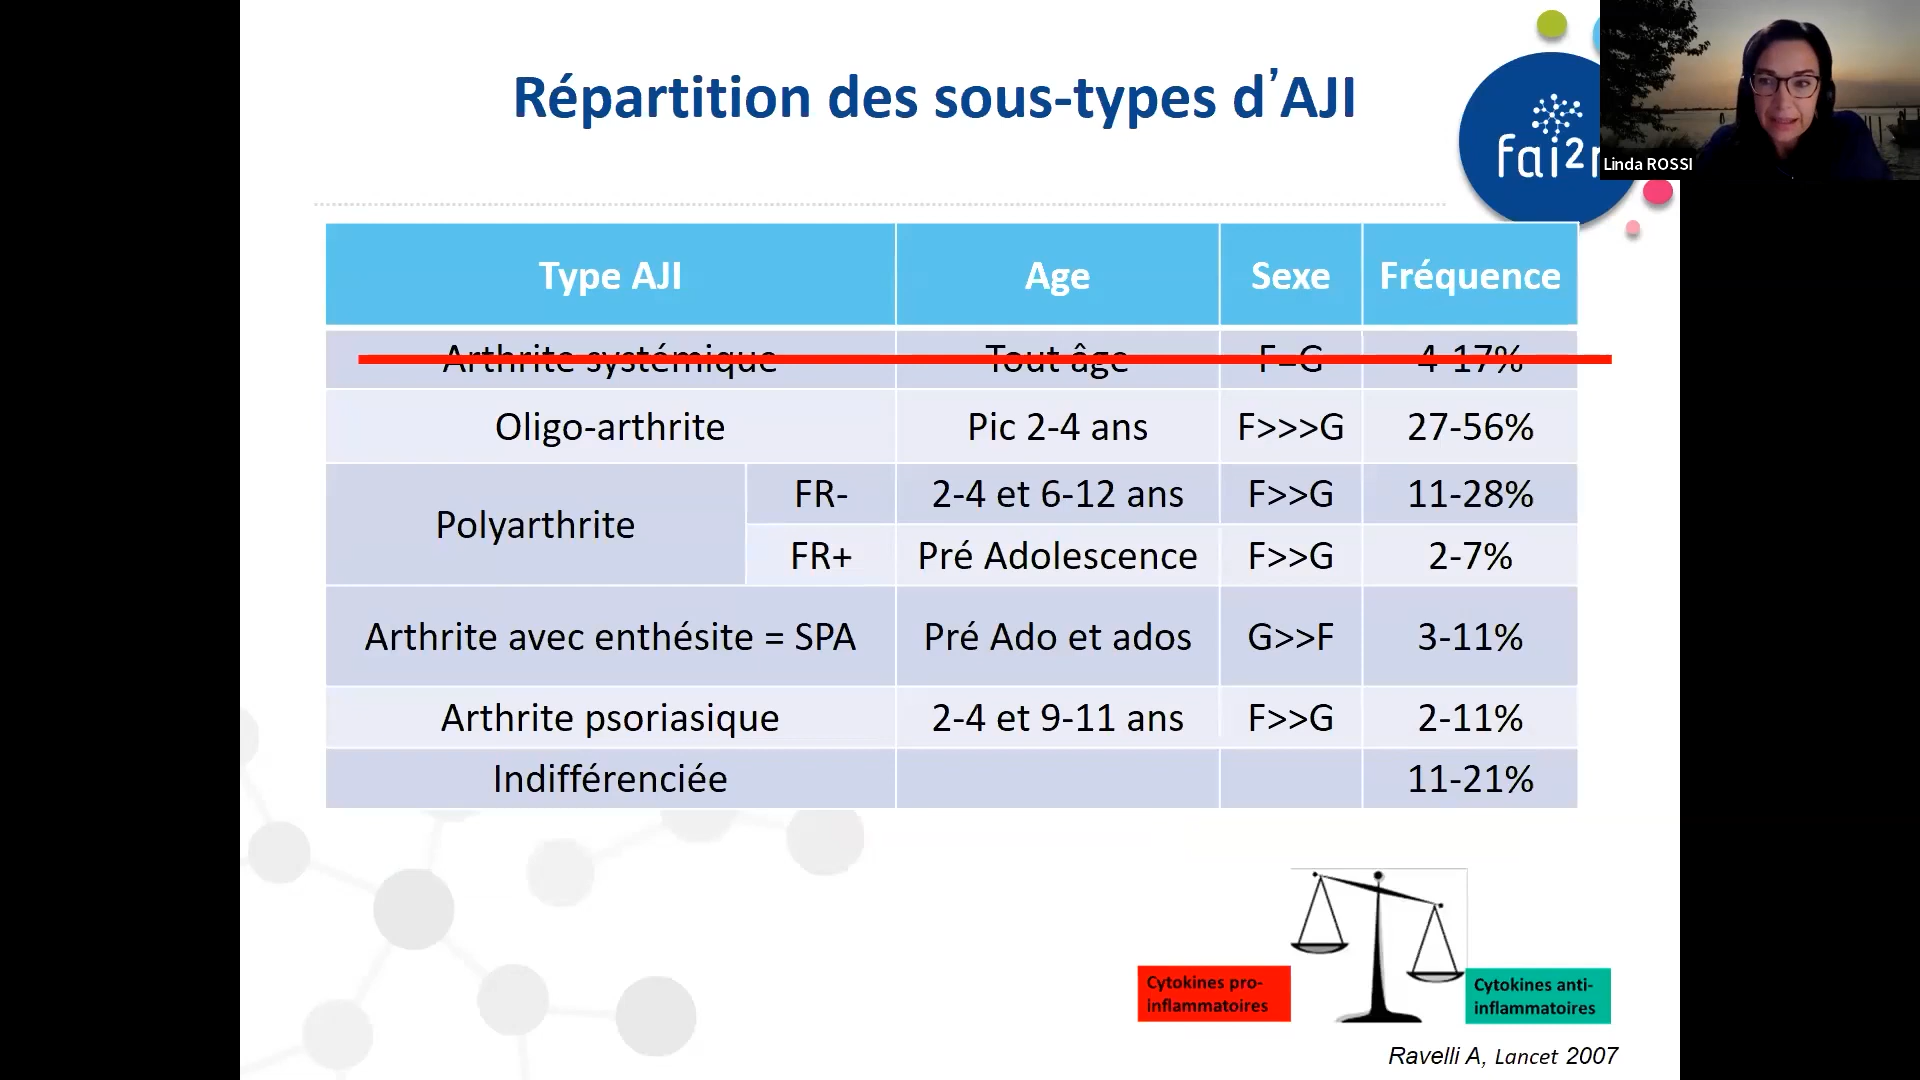 Répartition des sous-types d’AJI
fai2r
Linda ROSSI
Type AJI Age Sexe Fréquence
Arthrite systémique Tout âge F=G 4-17%
Oligo-arthrite Pic 2-4 ans F>>>G 27-56%
Polyarthrite FR- 2-4 et 6-12 ans F>>G 11-28%
FR+ Pré Adolescence F>>G 2-7%
Arthrite avec enthésite = SPA Pré Ado et ados G>>F 3-11%
Arthrite psoriasique 2-4 et 9-11 ans F>>G 2-11%
Indifférenciée 11-21%
Cytokines pro-
inflammatoires
Cytokines anti-
inflammatoires
Ravelli A, Lancet 2007